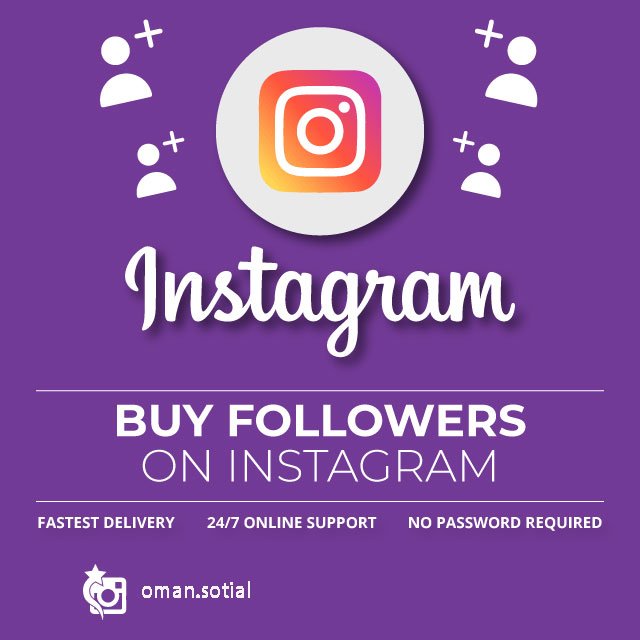 Instagram
BUY FOLLOWERS
ON INSTAGRAM
FASTEST DELIVERY 24/7 ONLINE SUPPORT NO PASSWORD REQUIRED
oman.sotial